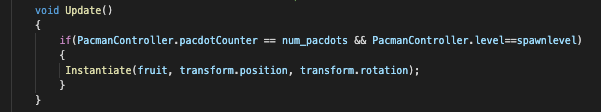 void Update()
{
if(PacmanController.pacdotCounter == num_pacdots && PacmanController.level==spawnlevel)
{
Instantiate(fruit, transform.position, transform.rotation);
}
}